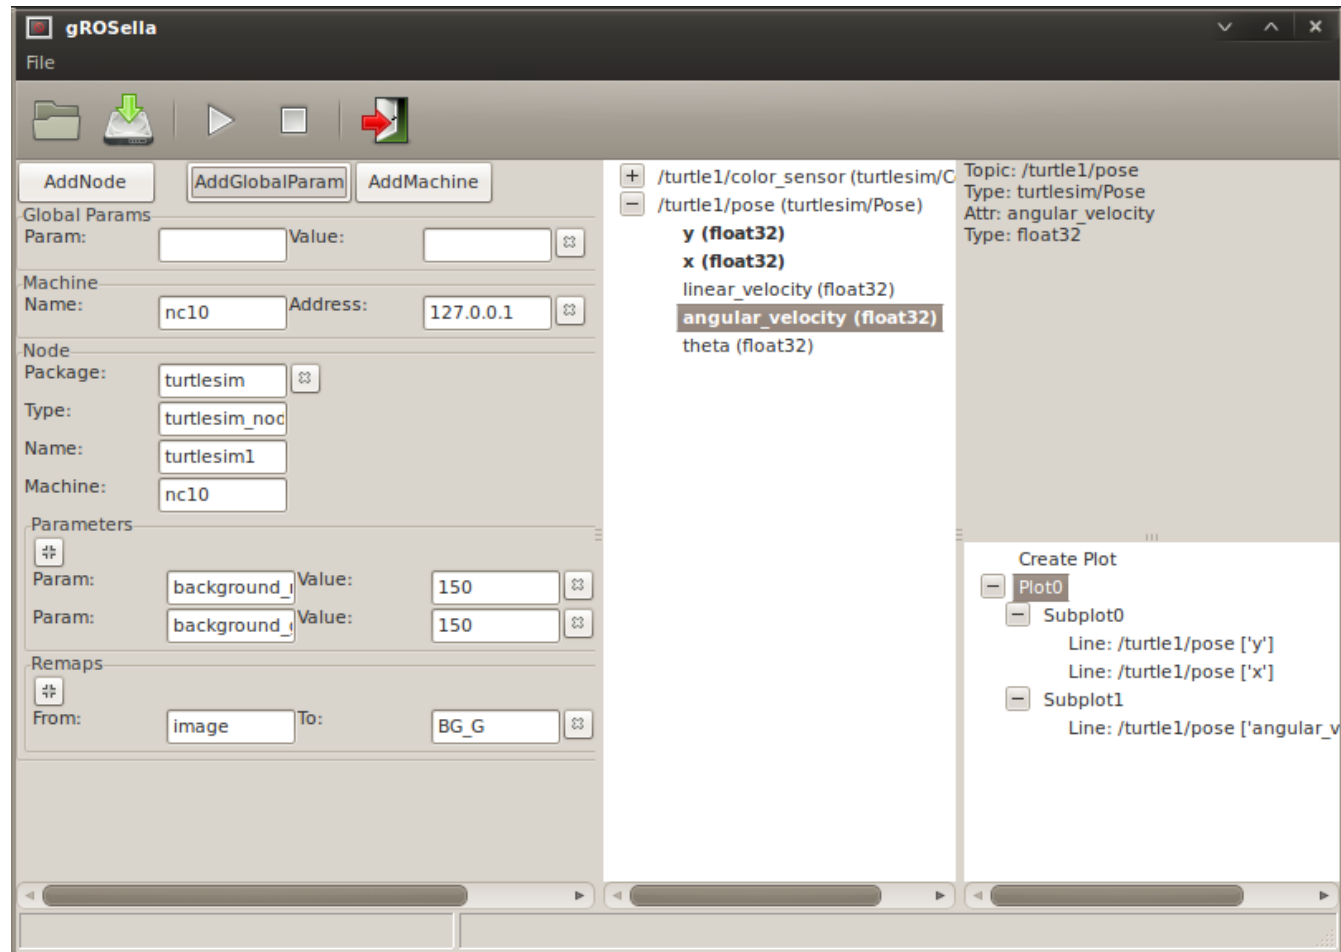 gROSella
File
AddNode AddGlobalParam AddMachine
Global Params
Param: Value:
Machine
Name: nc10 Address: 127.0.0.1
Node
Package: turtlesim
Type: turtlesim_nod
Name: turtlesim1
Machine: nc10
Parameters
Param: background_ Value: 150
Param: background_ Value: 150
Remaps
From: image To: BG_G
/turtle1/color_sensor (turtlesim/C
/turtle1/pose (turtlesim/Pose)
y (float32)
x (float32)
linear_velocity (float32)
angular_velocity (float32)
theta (float32)
Topic: /turtle1/pose
Type: turtlesim/Pose
Attr: angular_velocity
Type: float32
Create Plot
Plot0
Subplot0
Line: /turtle1/pose ['y']
Line: /turtle1/pose ['x']
Subplot1
Line: /turtle1/pose ['angular_v